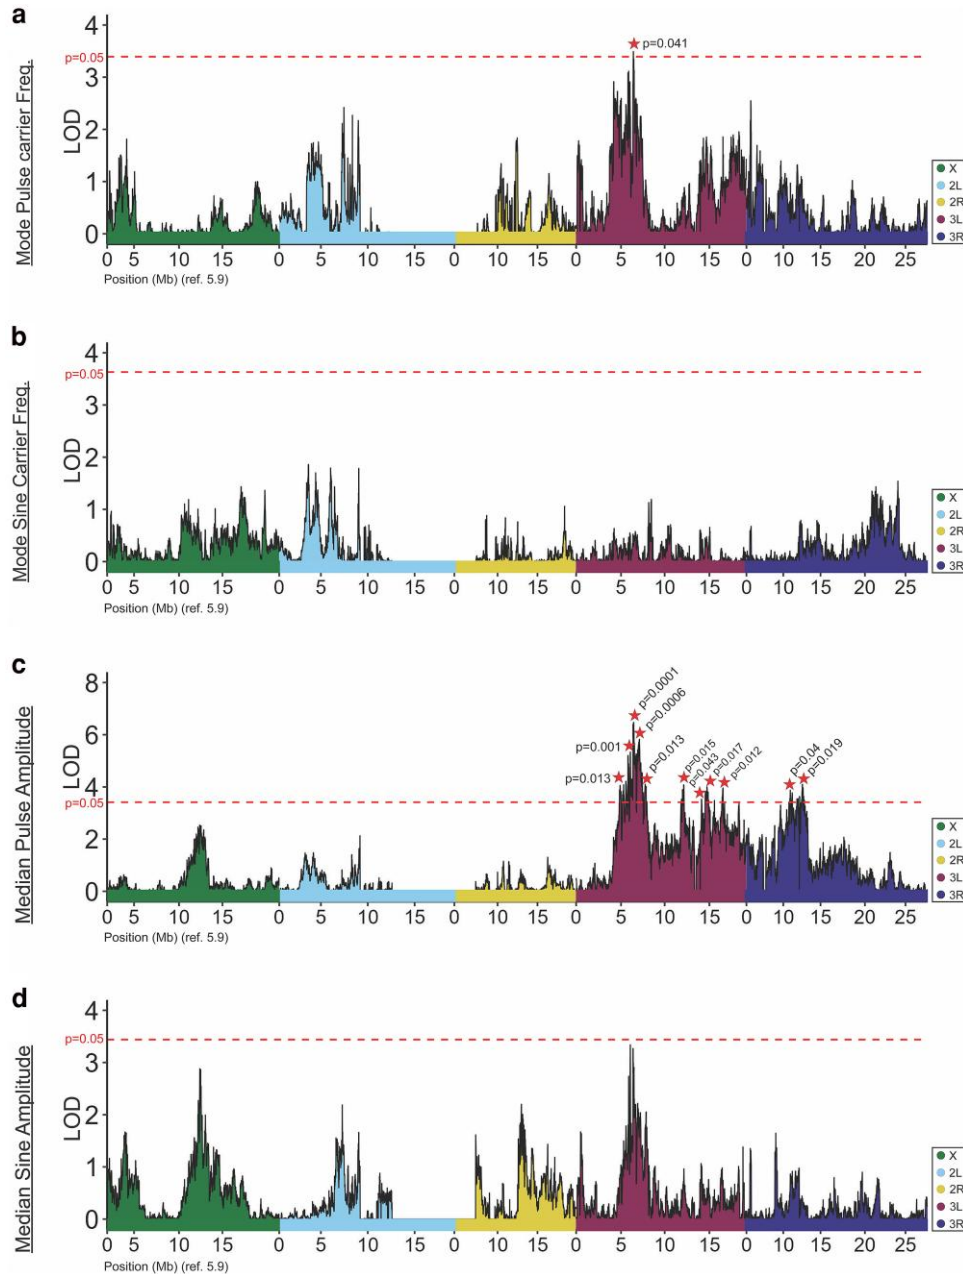 a
Mode Pulse carrier Freq.
LOD
4
p=0.05
3
2
1
0
p=0.041
0 5 10 15 0 5 10 15 0 5 10 15 0 5 10 15 0 5 10 15 20 25
Position (Mb) (ref. 5.9)
X
2L
2R
3L
3R
b
Mode Sine Carrier Freq.
LOD
4
p=0.05
3
2
1
0
0 5 10 15 0 5 10 15 0 5 10 15 0 5 10 15 0 5 10 15 20 25
Position (Mb) (ref. 5.9)
X
2L
2R
3L
3R
c
Median Pulse Amplitude
LOD
8
6
4
p=0.05
2
0
p=0.013
p=0.001
p=0.0001
p=0.0006
p=0.013
p=0.015
p=0.043
p=0.017
p=0.012
p=0.04
p=0.019
0 5 10 15 0 5 10 15 0 5 10 15 0 5 10 15 0 5 10 15 20 25
Position (Mb) (ref. 5.9)
X
2L
2R
3L
3R
d
Median Sine Amplitude
LOD
4
p=0.05
3
2
1
0
0 5 10 15 0 5 10 15 0 5 10 15 0 5 10 15 0 5 10 15 20 25
Position (Mb) (ref. 5.9)
X
2L
2R
3L
3R